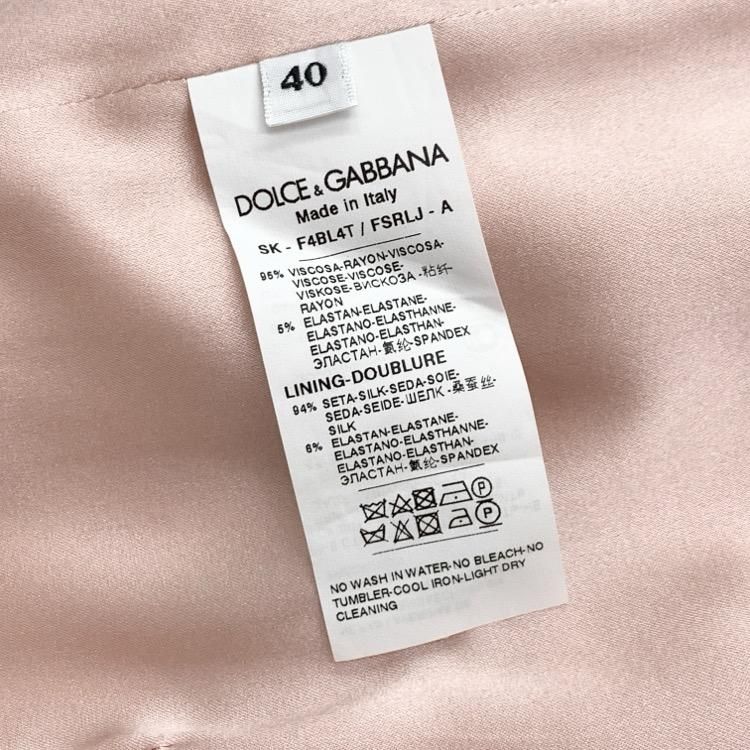 40
DOLCE & GABBANA
Made in Italy
SK - F4BL4T / FSRLJ - A
95% VISCOSA-RAYON-VISCOSA-
VISCOSE-VISCOSE-
VISKOSE-ВИСКОЗА -粘纤-
RAYON
5% ELASTAN-ELASTANE-
ELASTANO-ELASTHANNE-
ELASTANO-ELASTHAN-
ЭЛАСТАН-氨纶-SPANDEX
LINING-DOUBLURE
94% SETA-SILK-SEDA-SOIE-
SEDA-SEIDE-ШЕЛК -桑蚕丝-
SILK
6% ELASTAN-ELASTANE-
ELASTANO-ELASTHANNE-
ELASTANO-ELASTHAN-
ЭЛАСТАН-氨纶-SPANDEX
P
P
NO WASH IN WATER-NO BLEACH-NO
TUMBLER-COOL IRON-LIGHT DRY
CLEANING